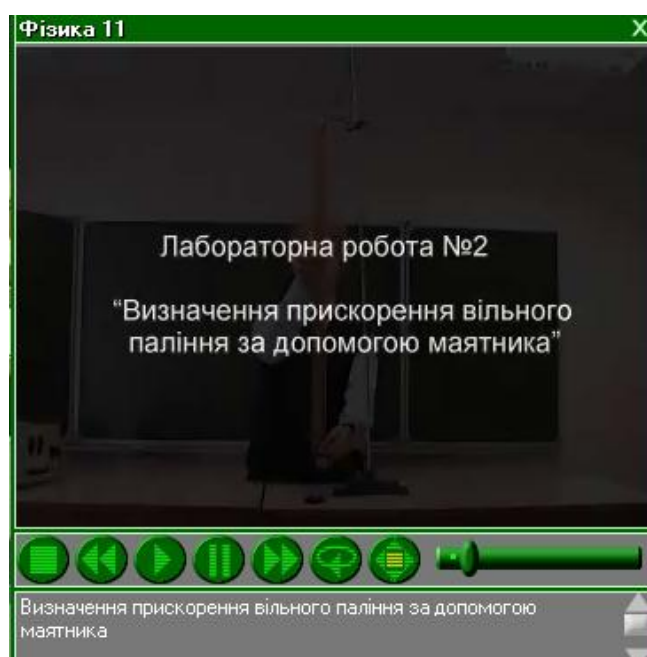 Фізика 11
X
Лабораторна робота №2
“Визначення прискорення вільного
паління за допомогою маятника”
Визначення прискорення вільного паління за допомогою
маятника